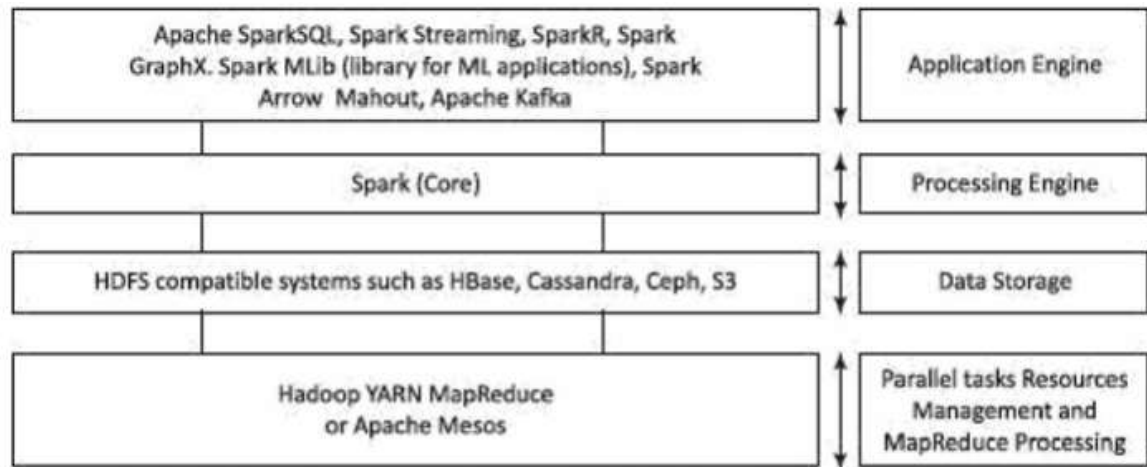 Apache SparkSQL, Spark Streaming, SparkR, Spark
GraphX. Spark MLib (library for ML applications), Spark
Arrow Mahout, Apache Kafka
Application Engine
Spark (Core)
Processing Engine
HDFS compatible systems such as HBase, Cassandra, Ceph, S3
Data Storage
Hadoop YARN MapReduce
or Apache Mesos
Parallel tasks Resources
Management and
MapReduce Processing